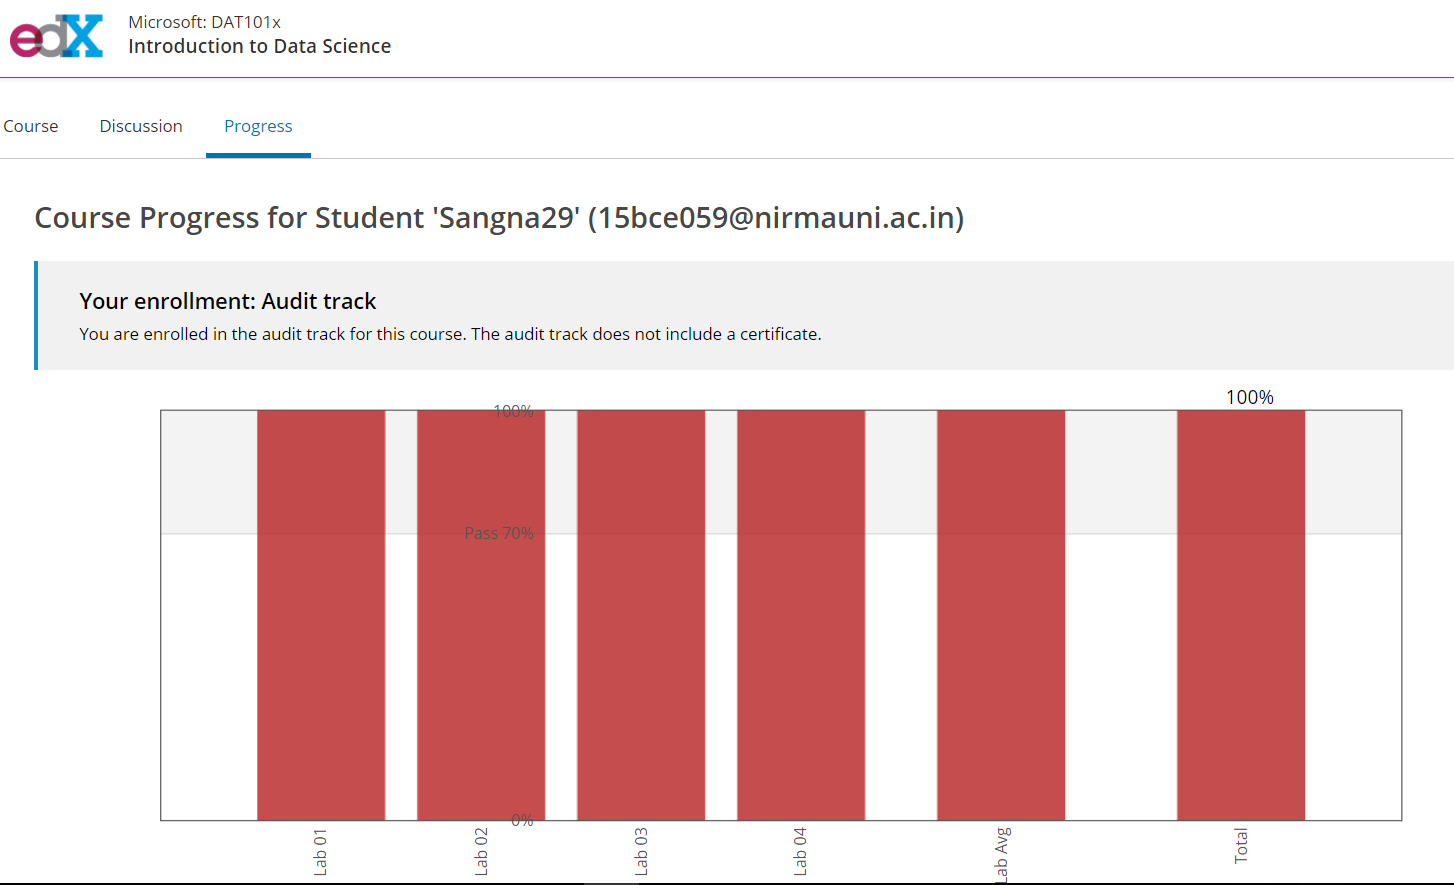 edX
Microsoft: DAT101x
Introduction to Data Science
Course Discussion Progress
Course Progress for Student 'Sangna29' (15bce059@nirmauni.ac.in)
Your enrollment: Audit track
You are enrolled in the audit track for this course. The audit track does not include a certificate.
100%
100%
Pass 70%
0%
Lab 01
Lab 02
Lab 03
Lab 04
Lab Avg
Total